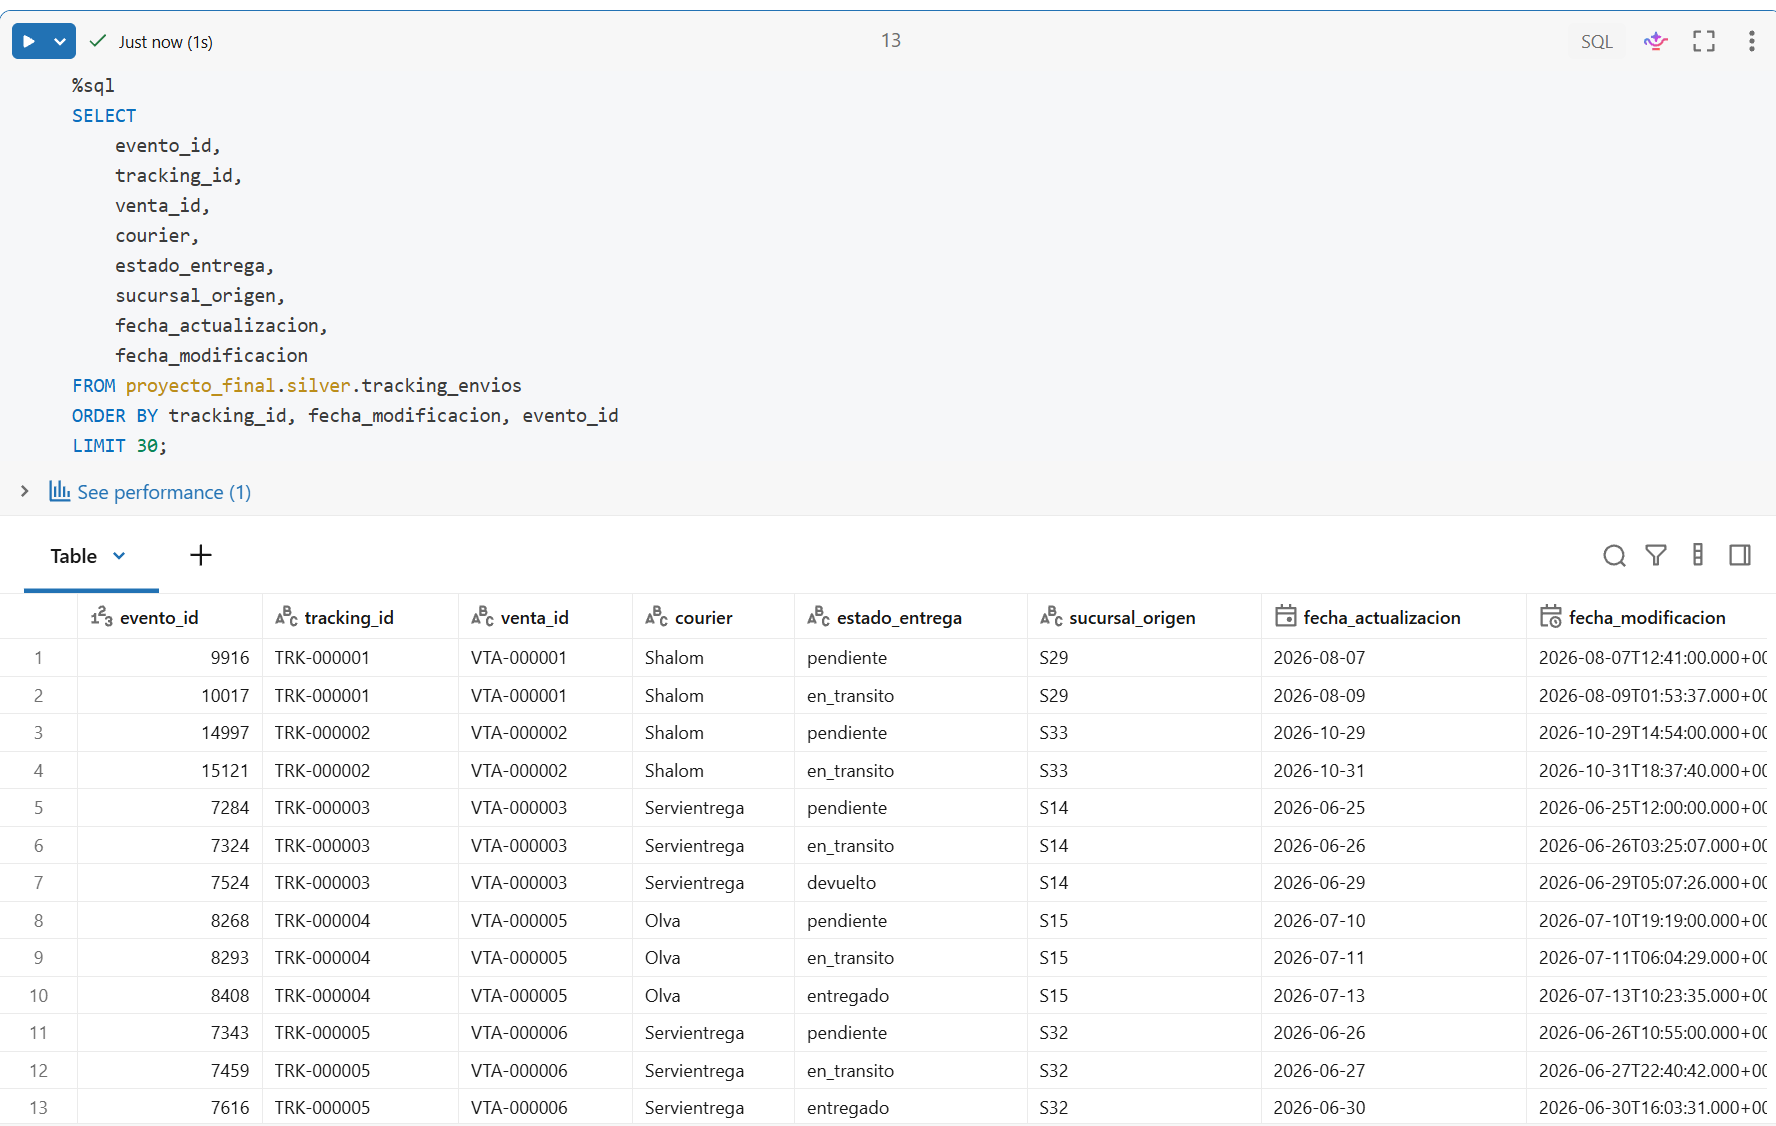 Just now (1s)
13
SQL
%sql
SELECT
evento_id,
tracking_id,
venta_id,
courier,
estado_entrega,
sucursal_origen,
fecha_actualizacion,
fecha_modificacion
FROM proyecto_final.silver.tracking_envios
ORDER BY tracking_id, fecha_modificacion, evento_id
LIMIT 30;
See performance (1)
Table
evento_id tracking_id venta_id courier estado_entrega sucursal_origen fecha_actualizacion fecha_modificacion
1 9916 TRK-000001 VTA-000001 Shalom pendiente S29 2026-08-07 2026-08-07T12:41:00.000+00
2 10017 TRK-000001 VTA-000001 Shalom en_transito S29 2026-08-09 2026-08-09T01:53:37.000+00
3 14997 TRK-000002 VTA-000002 Shalom pendiente S33 2026-10-29 2026-10-29T14:54:00.000+00
4 15121 TRK-000002 VTA-000002 Shalom en_transito S33 2026-10-31 2026-10-31T18:37:40.000+00
5 7284 TRK-000003 VTA-000003 Servientrega pendiente S14 2026-06-25 2026-06-25T12:00:00.000+00
6 7324 TRK-000003 VTA-000003 Servientrega en_transito S14 2026-06-26 2026-06-26T03:25:07.000+00
7 7524 TRK-000003 VTA-000003 Servientrega devuelto S14 2026-06-29 2026-06-29T05:07:26.000+00
8 8268 TRK-000004 VTA-000005 Olva pendiente S15 2026-07-10 2026-07-10T19:19:00.000+00
9 8293 TRK-000004 VTA-000005 Olva en_transito S15 2026-07-11 2026-07-11T06:04:29.000+00
10 8408 TRK-000004 VTA-000005 Olva entregado S15 2026-07-13 2026-07-13T10:23:35.000+00
11 7343 TRK-000005 VTA-000006 Servientrega pendiente S32 2026-06-26 2026-06-26T10:55:00.000+00
12 7459 TRK-000005 VTA-000006 Servientrega en_transito S32 2026-06-27 2026-06-27T22:40:42.000+00
13 7616 TRK-000005 VTA-000006 Servientrega entregado S32 2026-06-30 2026-06-30T16:03:31.000+00